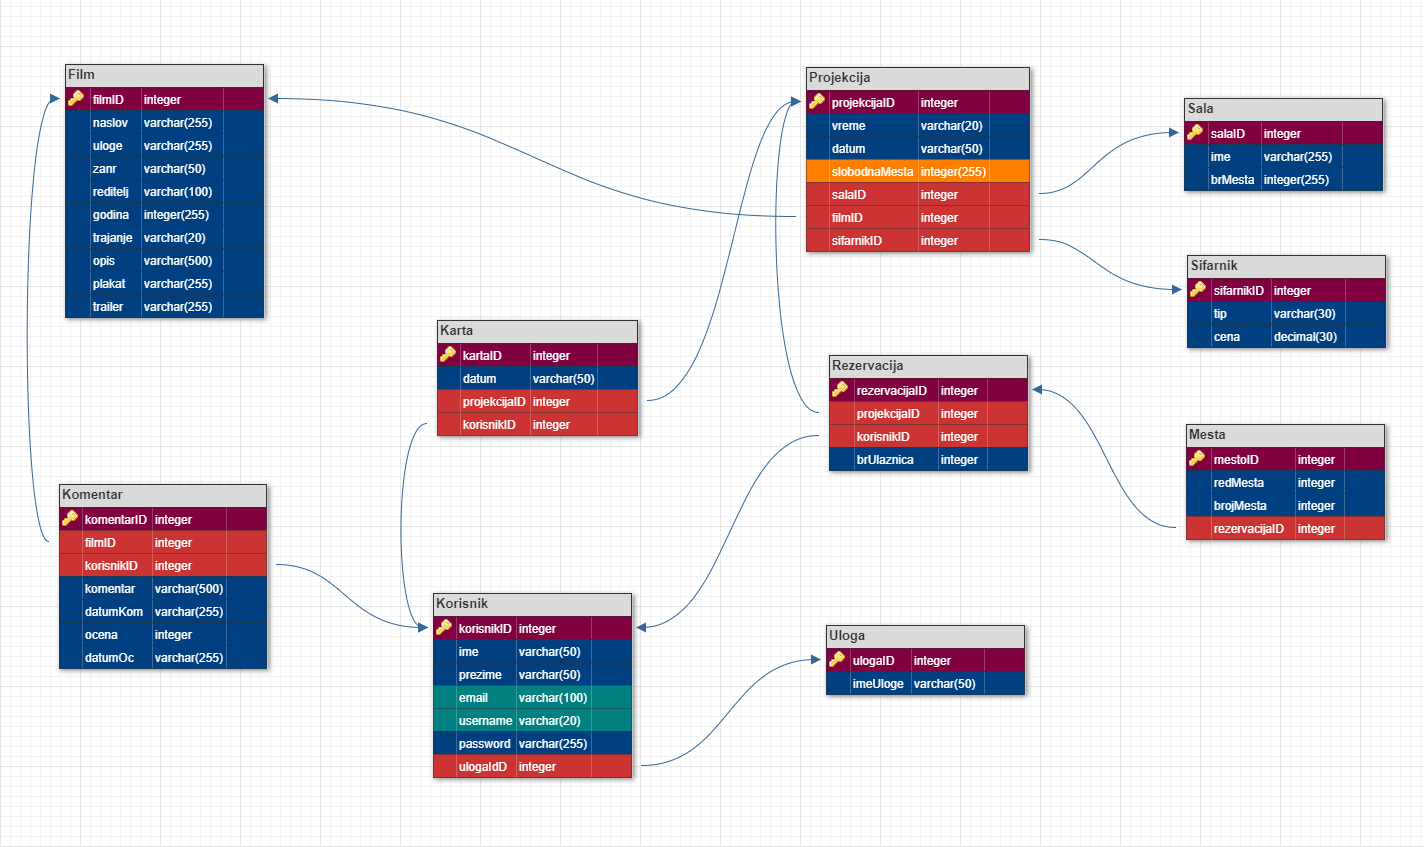 Film
filmID integer
naslov varchar(255)
uloge varchar(255)
zanr varchar(50)
reditelj varchar(100)
godina integer(255)
trajanje varchar(20)
opis varchar(500)
plakat varchar(255)
trailer varchar(255)
Projekcija
projekcijaID integer
vreme varchar(20)
datum varchar(50)
slobodnaMesta integer(255)
salaID integer
filmID integer
sifarnikID integer
Sala
salaID integer
ime varchar(255)
brMesta integer(255)
Sifarnik
sifarnikID integer
tip varchar(30)
cena decimal(30)
Karta
kartaID integer
datum varchar(50)
projekcijaID integer
korisnikID integer
Rezervacija
rezervacijaID integer
projekcijaID integer
korisnikID integer
brUlaznica integer
Mesta
mestoID integer
redMesta integer
brojMesta integer
rezervacijaID integer
Komentar
komentarID integer
filmID integer
korisnikID integer
komentar varchar(500)
datumKom varchar(255)
ocena integer
datumOc varchar(255)
Korisnik
korisnikID integer
ime varchar(50)
prezime varchar(50)
email varchar(100)
username varchar(20)
password varchar(255)
ulogaIdD integer
Uloga
ulogaID integer
imeUloge varchar(50)